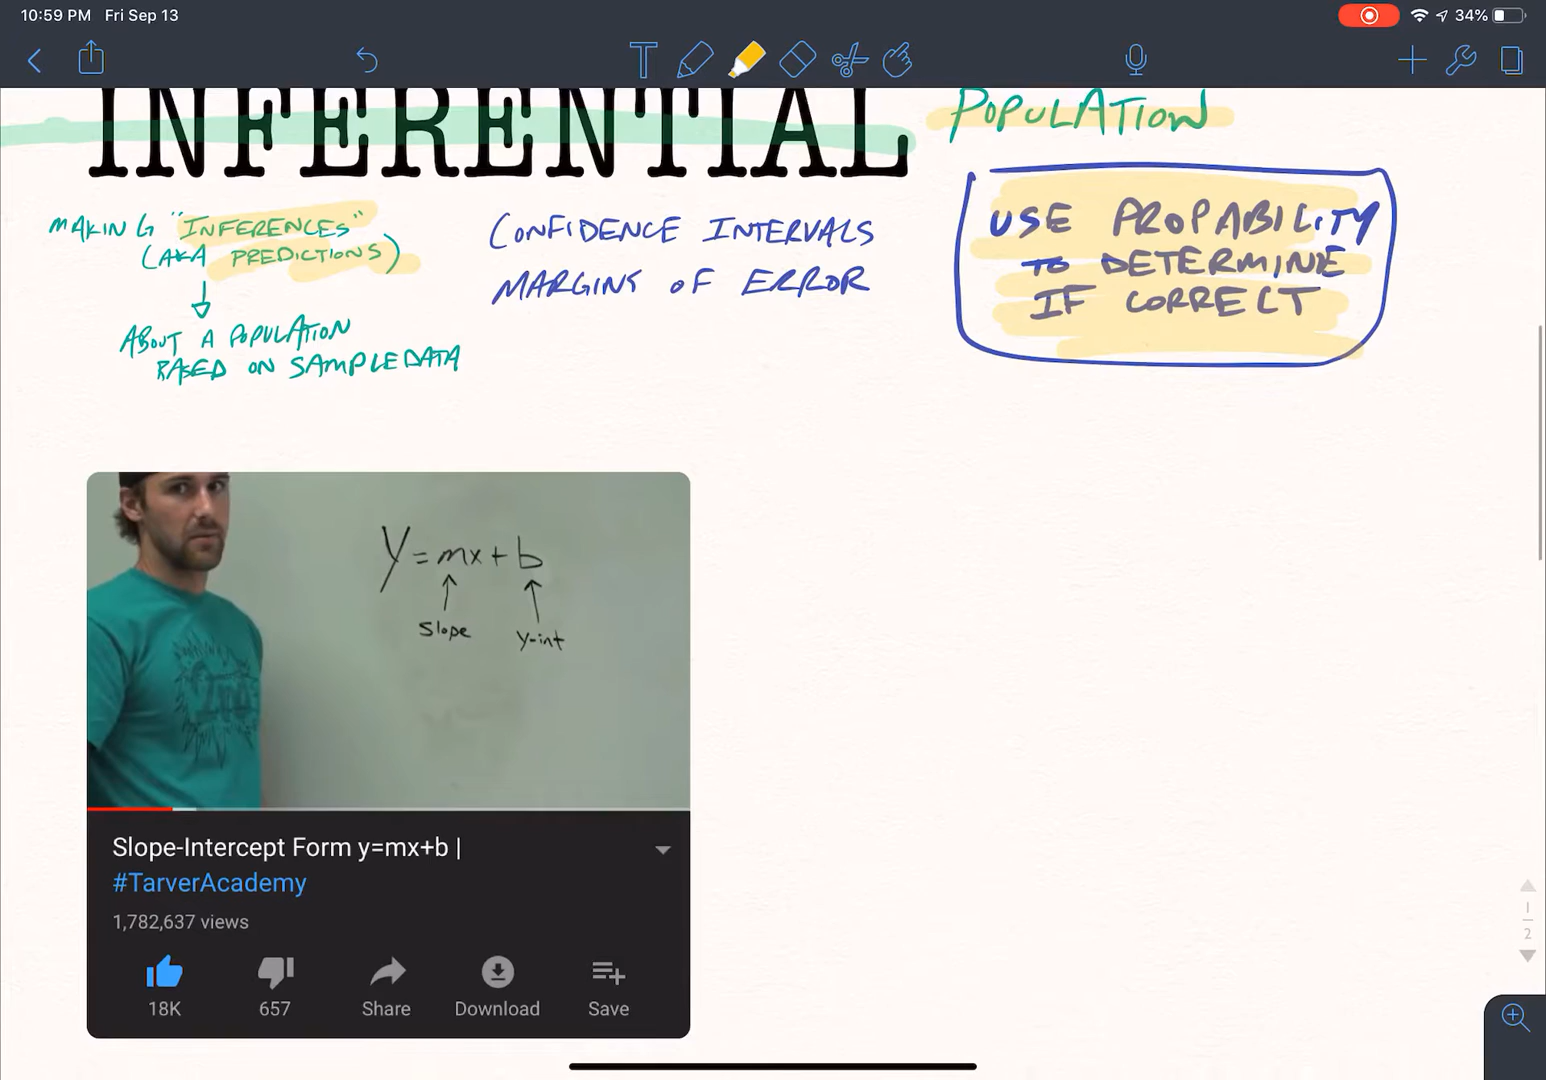 10:59 PM Fri Sep 13
34%
T
INFERENTIAL
POPULATION
MAKING "INFERENCES"
(AKA PREDICTIONS)
ABOUT A POPULATION
BASED ON SAMPLE DATA
CONFIDENCE INTERVALS
MARGINS OF ERROR
USE PROPABILITY
TO DETERMINE
IF CORRECT
y=mx+b
Slope y-int
Slope-Intercept Form y=mx+b |
#TarverAcademy
1,782,637 views
18K 657 Share Download Save
1
2